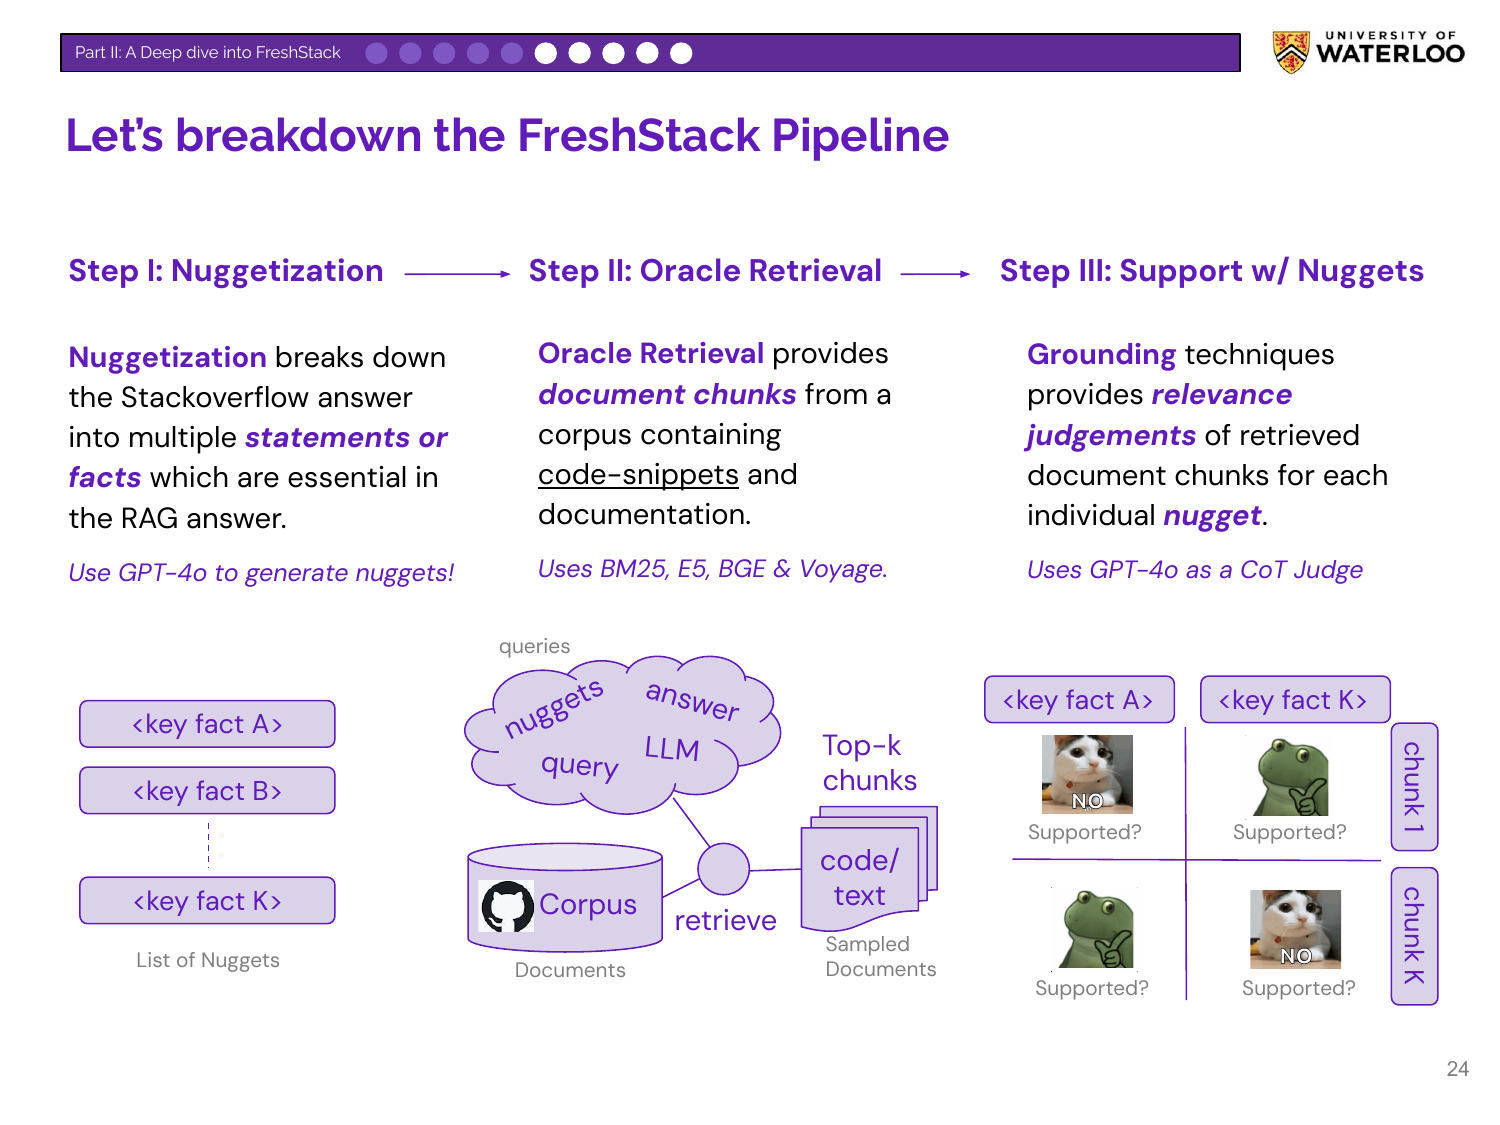 Part II: A Deep dive into FreshStack
UNIVERSITY OF
WATERLOO
Let's breakdown the FreshStack Pipeline
Step I: Nuggetization
Step II: Oracle Retrieval
Step III: Support w/ Nuggets
Nuggetization breaks down
the Stackoverflow answer
into multiple statements or
facts which are essential in
the RAG answer.
Use GPT-4o to generate nuggets!
Oracle Retrieval provides
document chunks from a
corpus containing
code-snippets and
documentation.
Uses BM25, E5, BGE & Voyage.
Grounding techniques
provides relevance
judgements of retrieved
document chunks for each
individual nugget.
Uses GPT-4o as a CoT Judge
<key fact A>
<key fact B>
<key fact K>
List of Nuggets
queries
nuggets
answer
LLM
query
Corpus
Documents
retrieve
Top-k
chunks
code/
text
Sampled
Documents
<key fact A>
<key fact K>
NO
Supported?
Supported?
chunk 1
Supported?
NO
Supported?
chunk K
24